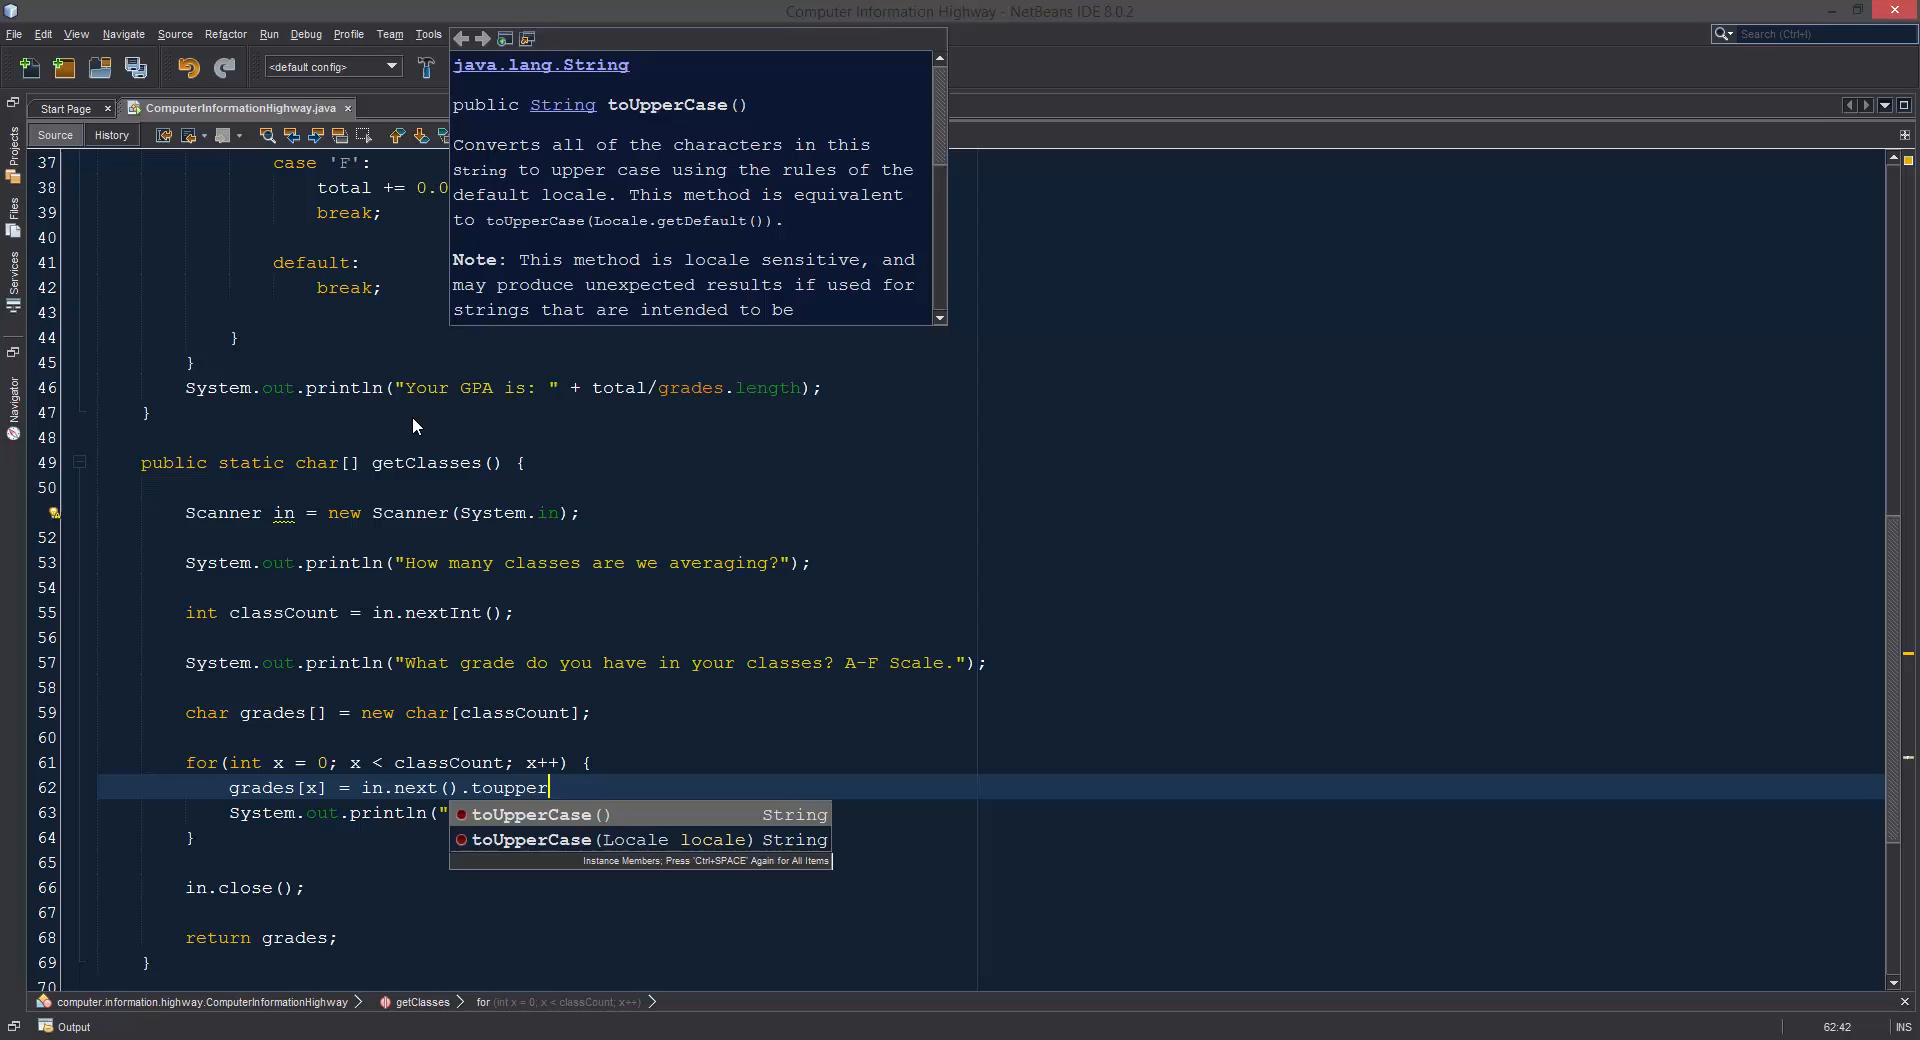 Computer Information Highway - NetBeans IDE 8.0.2
File Edit View Navigate Source Refactor Run Debug Profile Team Tools
Search (Ctrl+I)
<default config>
Start Page × ComputerInformationHighway.java ×
Source History
Projects
Files
Services
Navigator
java.lang.String
public String toUpperCase()
Converts all of the characters in this
String to upper case using the rules of the
default locale. This method is equivalent
to toUpperCase(Locale.getDefault()).
Note: This method is locale sensitive, and
may produce unexpected results if used for
strings that are intended to be
37 case 'F':
38 total += 0.0
39 break;
40
41 default:
42 break;
43
44 }
45 }
46 System.out.println("Your GPA is: " + total/grades.length);
47 }
48
49 public static char[] getClasses() {
50
Scanner in = new Scanner(System.in);
52
53 System.out.println("How many classes are we averaging?");
54
55 int classCount = in.nextInt();
56
57 System.out.println("What grade do you have in your classes? A-F Scale.");
58
59 char grades[] = new char[classCount];
60
61 for(int x = 0; x < classCount; x++) {
62 grades[x] = in.next().toupper
63 System.out.println("
64 }
65
66 in.close();
67
68 return grades;
69 }
70
toUpperCase() String
toUpperCase(Locale locale) String
Instance Members; Press 'Ctrl+SPACE' Again for All Items
computer.information.highway.ComputerInformationHighway getClasses for (int x = 0; x < classCount; x++)
Output
62:42 INS